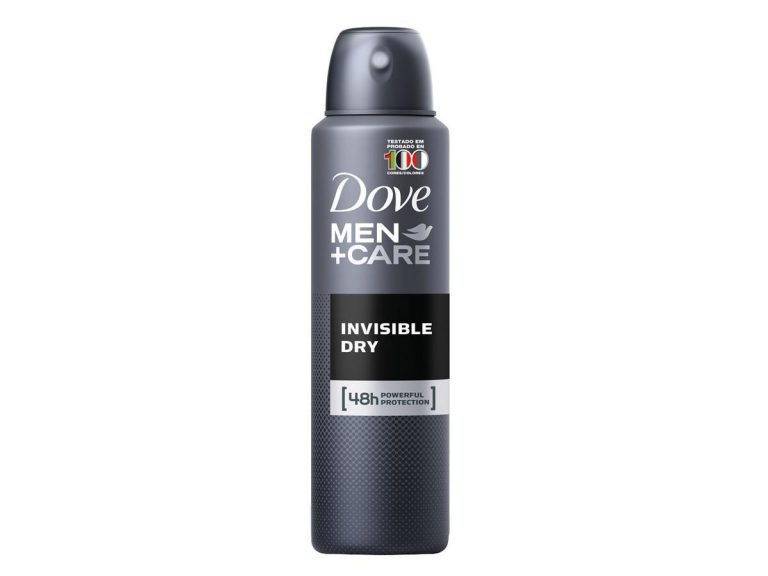 TESTADO EM
PROBADO EN
100
CORES/COLORES
Dove
MEN
+CARE
INVISIBLE
DRY
[48h POWERFUL
PROTECTION]